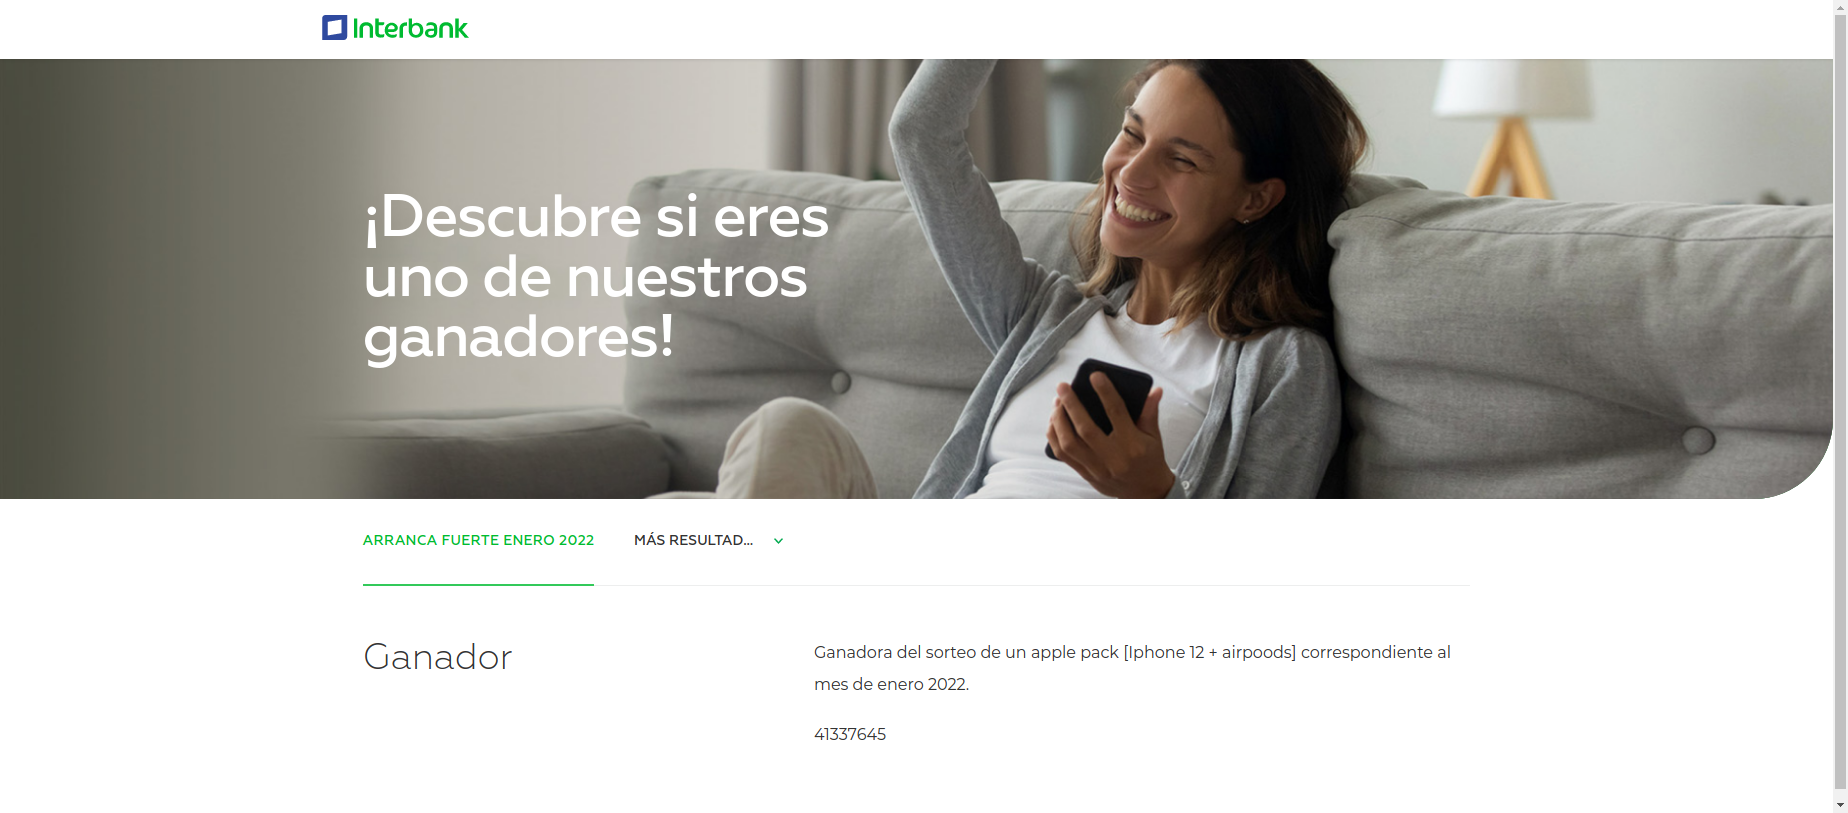 Interbank
¡Descubre si eres
uno de nuestros
ganadores!
ARRANCA FUERTE ENERO 2022
MÁS RESULTAD...
Ganador
Ganadora del sorteo de un apple pack [Iphone 12 + airpoods] correspondiente al
mes de enero 2022.
41337645